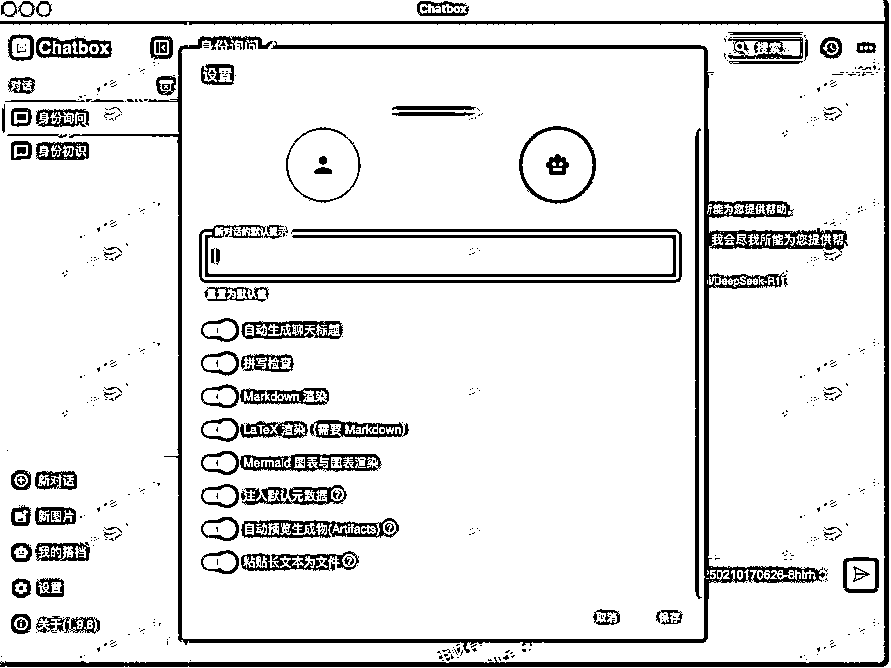 Chatbox
Chatbox
身份询问
搜索
设置
对话
身份询问
身份初识
新对话的默认提示
重置为默认值
所能为您提供帮助。
我会尽我所能为您提供帮
/DeepSeek-R1
自动生成聊天标题
拼写检查
Markdown 渲染
LaTeX 渲染（需要 Markdown）
Mermaid 图表与图表渲染
注入默认元数据
自动预览生成物(Artifacts)
粘贴长文本为文件
新对话
新图片
我的搭档
设置
关于(1.9.8)
取消
保存